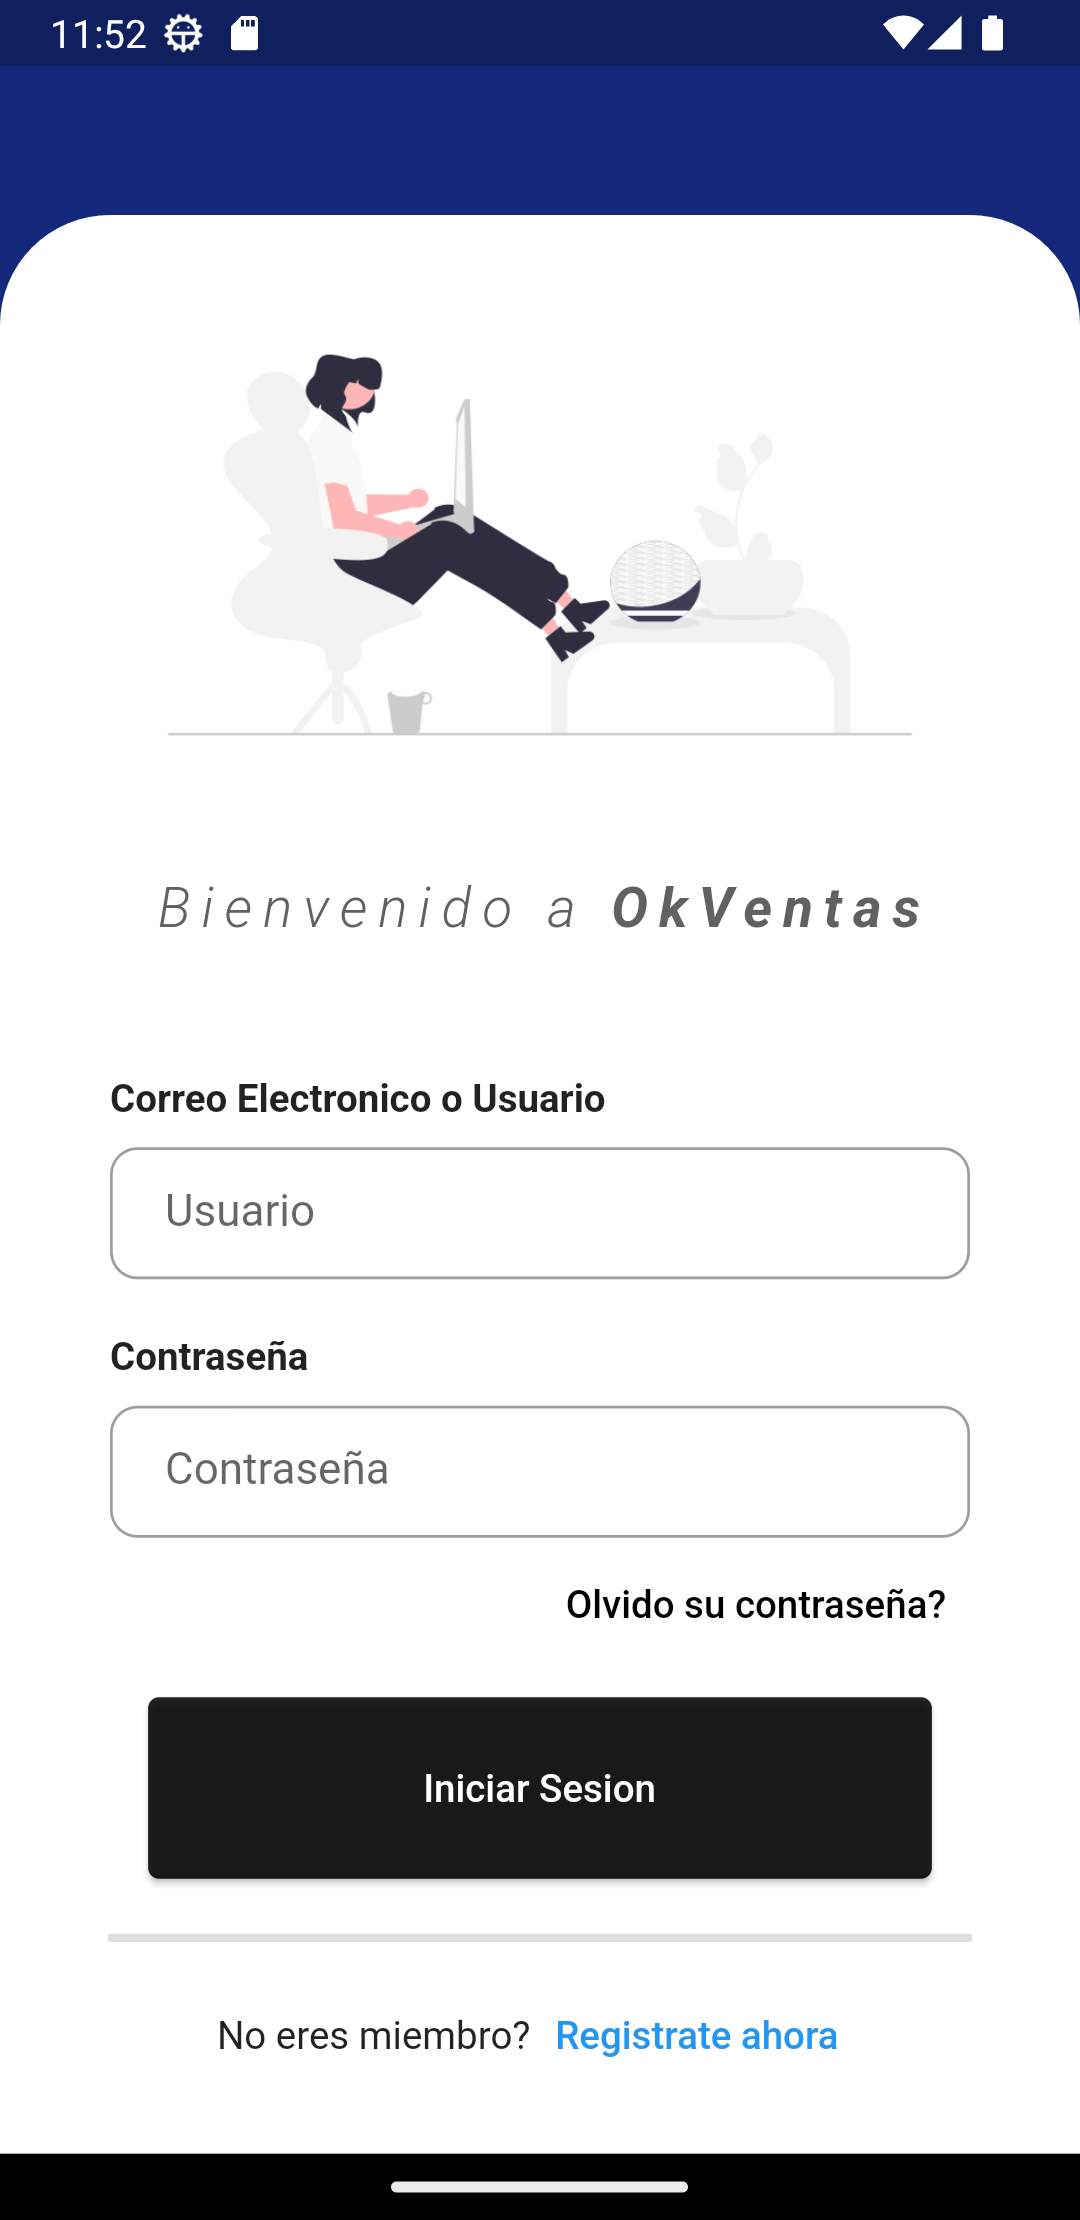 11:52
Bienvenido a OkVentas
Correo Electronico o Usuario
Usuario
Contraseña
Contraseña
Olvido su contraseña?
Iniciar Sesion
No eres miembro? Registrate ahora